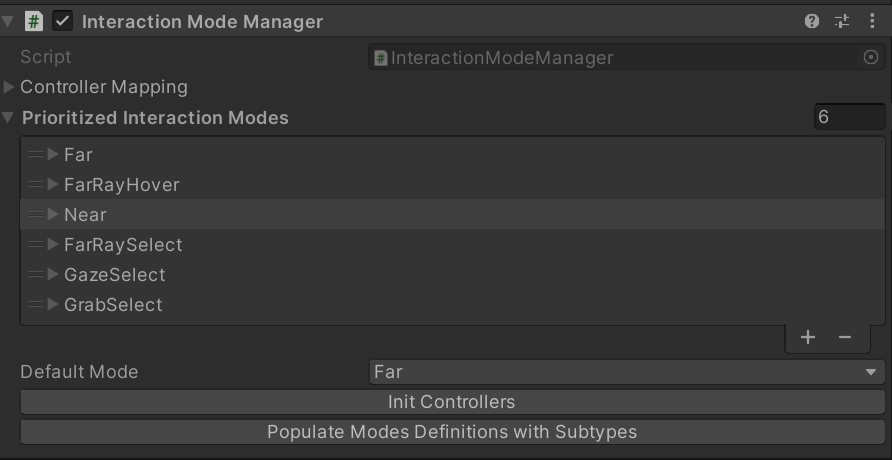 Interaction Mode Manager
Script InteractionModeManager
Controller Mapping
Prioritized Interaction Modes 6
Far
FarRayHover
Near
FarRaySelect
GazeSelect
GrabSelect
+ −
Default Mode Far
Init Controllers
Populate Modes Definitions with Subtypes